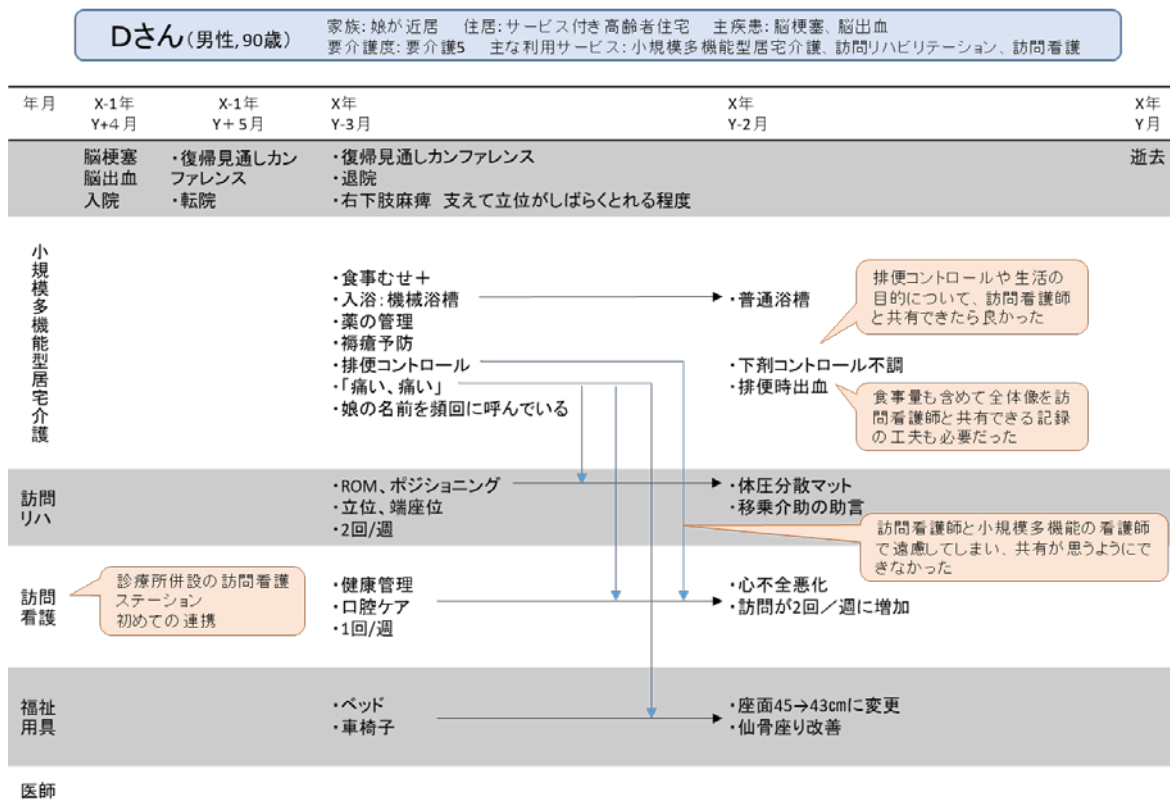 Dさん(男性,90歳)
家族:娘が近居　住居:サービス付き高齢者住宅　主疾患:脳梗塞、脳出血
要介護度:要介護5　主な利用サービス:小規模多機能型居宅介護、訪問リハビリテーション、訪問看護
年月
X-1年
Y+4月
X-1年
Y+5月
X年
Y-3月
X年
Y-2月
X年
Y月
脳梗塞
脳出血
入院
・復帰見通しカン
ファレンス
・転院
・復帰見通しカンファレンス
・退院
・右下肢麻痺　支えて立位がしばらくとれる程度
逝去
小規模多機能型居宅介護
・食事むせ+
・入浴:機械浴槽
・薬の管理
・褥瘡予防
・排便コントロール
・「痛い、痛い」
・娘の名前を頻回に呼んでいる
・普通浴槽
・下剤コントロール不調
・排便時出血
排便コントロールや生活の
目的について、訪問看護師
と共有できたら良かった
食事量も含めて全体像を訪
問看護師と共有できる記録
の工夫も必要だった
訪問
リハ
・ROM、ポジショニング
・立位、端座位
・2回/週
・体圧分散マット
・移乗介助の助言
訪問看護師と小規模多機能の看護師
で遠慮してしまい、共有が思うようにで
きなかった
訪問
看護
診療所併設の訪問看護
ステーション
初めての連携
・健康管理
・口腔ケア
・1回/週
・心不全悪化
・訪問が2回/週に増加
福祉
用具
・ベッド
・車椅子
・座面45→43㎝に変更
・仙骨座り改善
医師